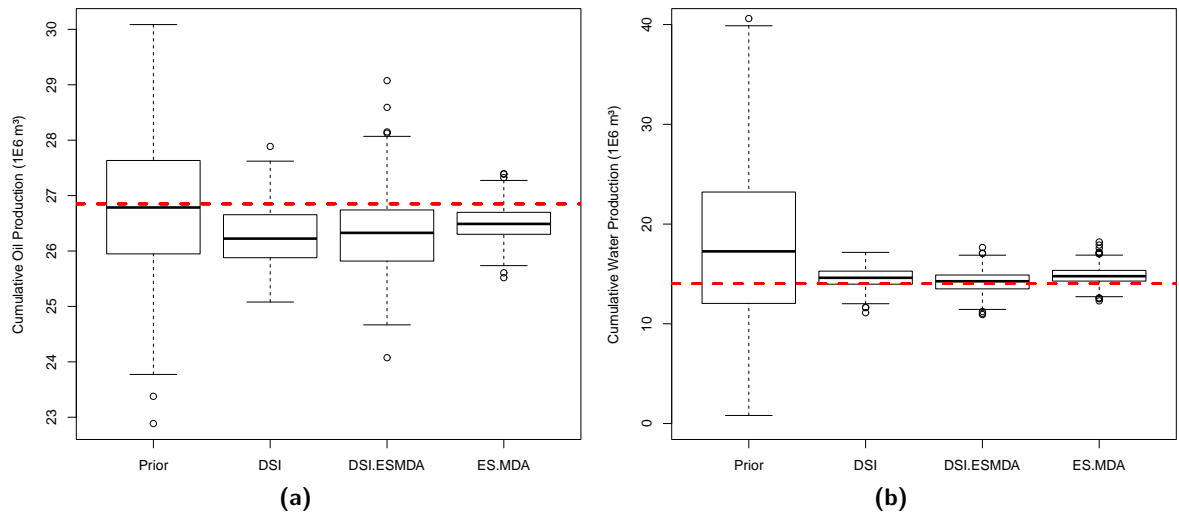 Cumulative Oil Production (1E6 m³)
30
29
28
27
26
25
24
23
Prior DSI DSI.ESMDA ES.MDA
(a)
Cumulative Water Production (1E6 m³)
40
30
20
10
0
Prior DSI DSI.ESMDA ES.MDA
(b)